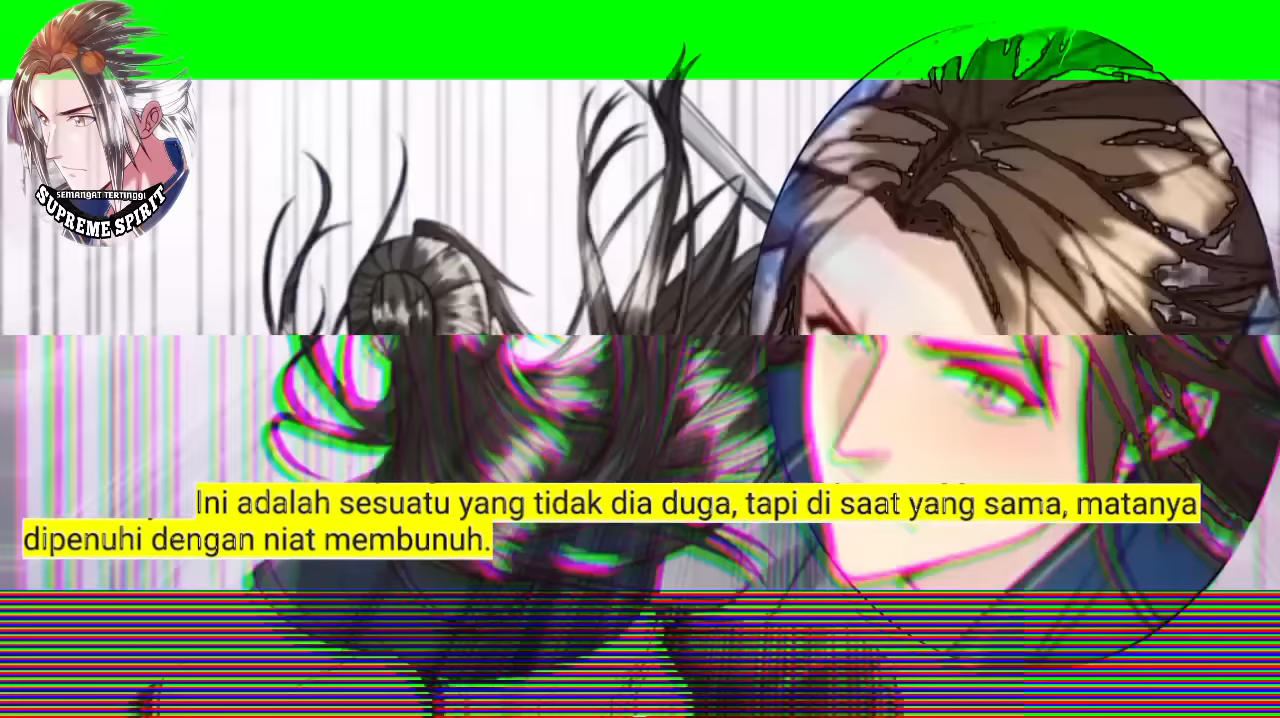 SEMANGAT TERTINGGI
SUPREME SPIRIT
Ini adalah sesuatu yang tidak dia duga, tapi di saat yang sama, matanya
dipenuhi dengan niat membunuh.